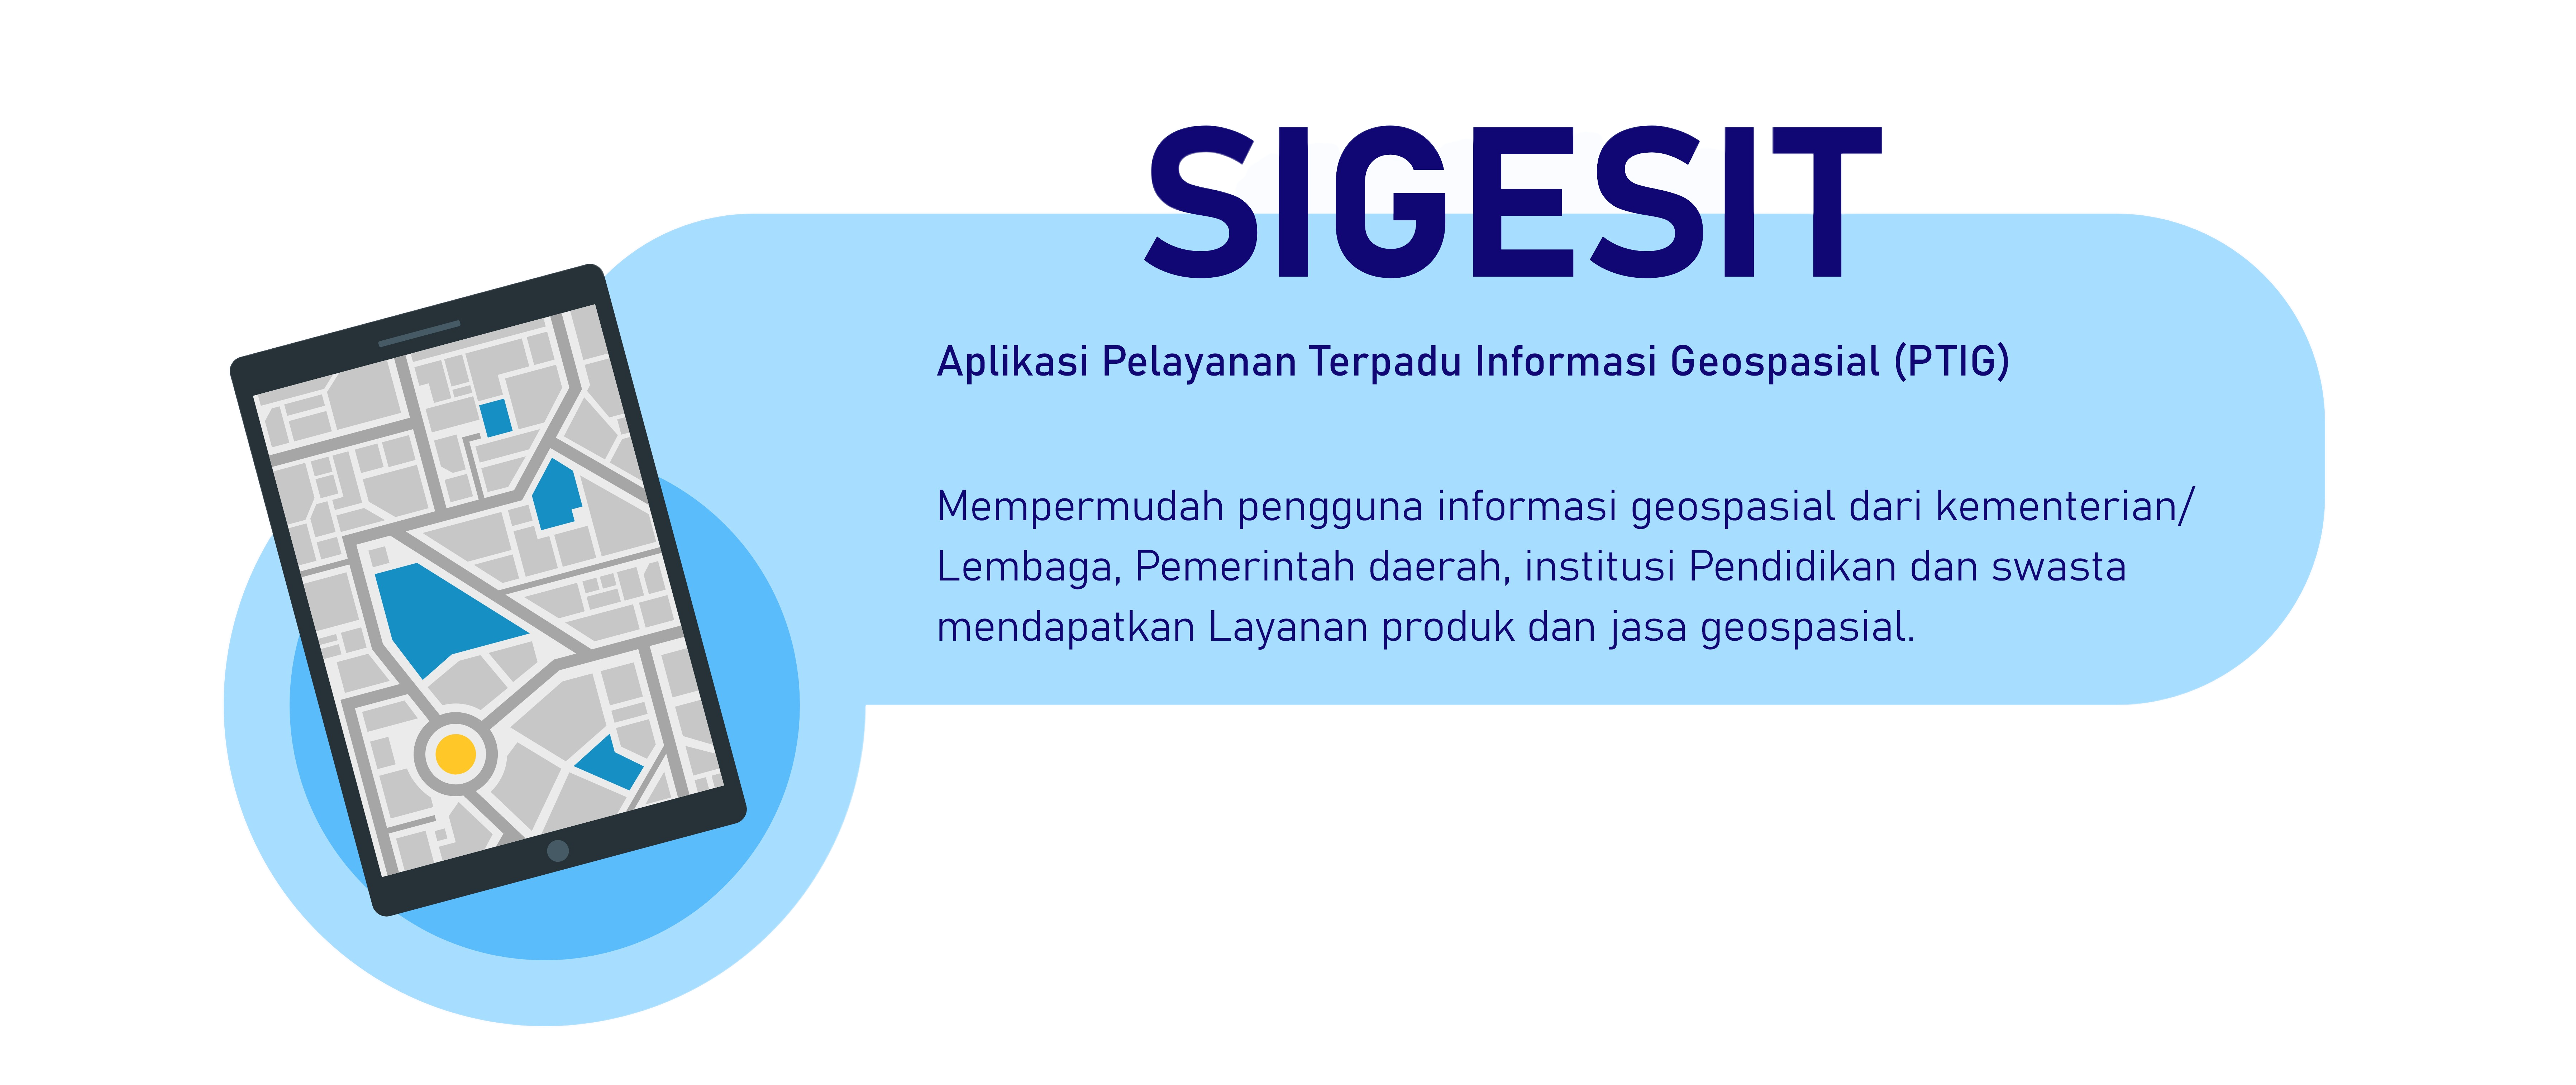 SIGESIT
Aplikasi Pelayanan Terpadu Informasi Geospasial (PTIG)
Mempermudah pengguna informasi geospasial dari kementerian/
Lembaga, Pemerintah daerah, institusi Pendidikan dan swasta
mendapatkan Layanan produk dan jasa geospasial.